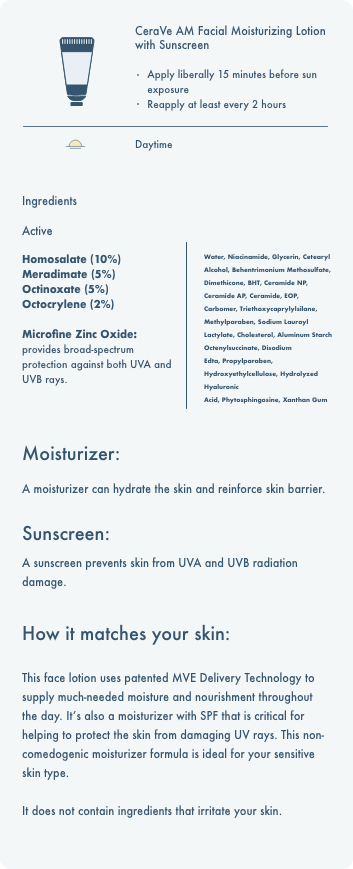 CeraVe AM Facial Moisturizing Lotion
with Sunscreen
· Apply liberally 15 minutes before sun
exposure
· Reapply at least every 2 hours
Daytime
Ingredients
Active
Homosalate (10%)
Meradimate (5%)
Octinoxate (5%)
Octocrylene (2%)
Microfine Zinc Oxide:
provides broad-spectrum
protection against both UVA and
UVB rays.
Water, Niacinamide, Glycerin, Cetearyl
Alcohol, Behentrimonium Methosulfate,
Dimethicone, BHT, Ceramide NP,
Ceramide AP, Ceramide, EOP,
Carbomer, Triethoxycaprylylsilane,
Methylparaben, Sodium Lauroyl
Lactylate, Cholesterol, Aluminum Starch
Octenylsuccinate, Disodium
Edta, Propylparaben,
Hydroxyethylcellulose, Hydrolyzed
Hyaluronic
Acid, Phytosphingosine, Xanthan Gum
Moisturizer:
A moisturizer can hydrate the skin and reinforce skin barrier.
Sunscreen:
A sunscreen prevents skin from UVA and UVB radiation
damage.
How it matches your skin:
This face lotion uses patented MVE Delivery Technology to
supply much-needed moisture and nourishment throughout
the day. It's also a moisturizer with SPF that is critical for
helping to protect the skin from damaging UV rays. This non-
comedogenic moisturizer formula is ideal for your sensitive
skin type.
It does not contain ingredients that irritate your skin.